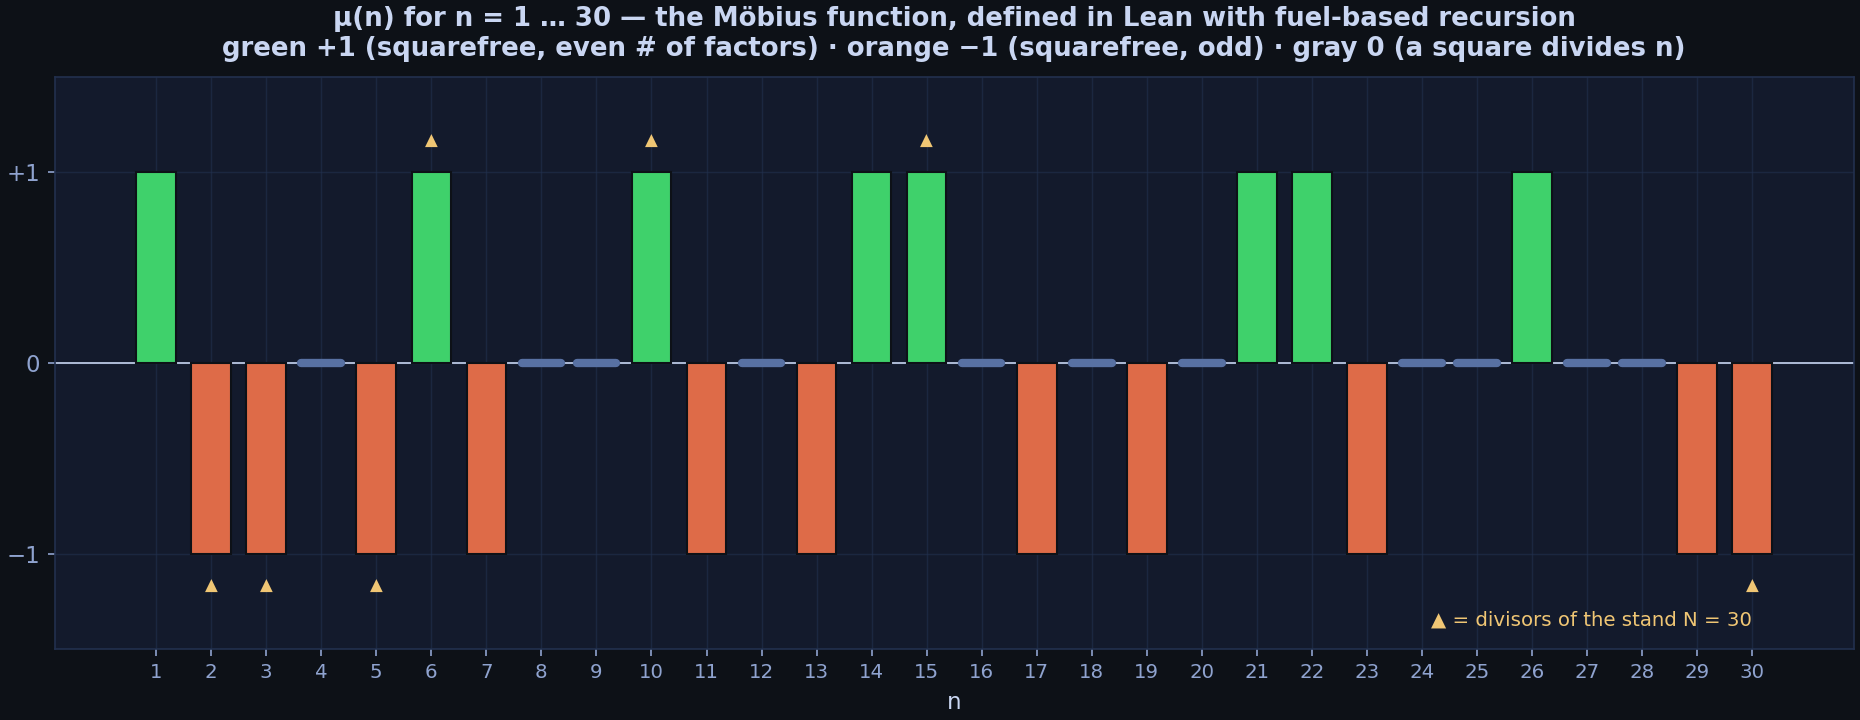 μ(n) for n = 1 … 30 — the Möbius function, defined in Lean with fuel-based recursion
green +1 (squarefree, even # of factors) · orange −1 (squarefree, odd) · gray 0 (a square divides n)
+1
0
−1
▲ = divisors of the stand N = 30
1 2 3 4 5 6 7 8 9 10 11 12 13 14 15 16 17 18 19 20 21 22 23 24 25 26 27 28 29 30
n